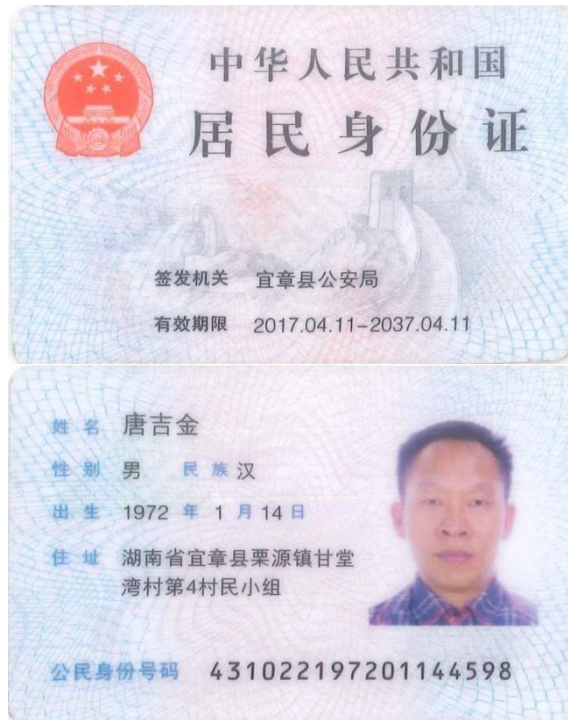 中华人民共和国
居民身份证
签发机关 宜章县公安局
有效期限 2017.04.11-2037.04.11
姓名 唐吉金
性别 男 民族 汉
出生 1972 年 1 月 14 日
住址 湖南省宜章县栗源镇甘堂
湾村第4村民小组
公民身份号码 431022197201144598